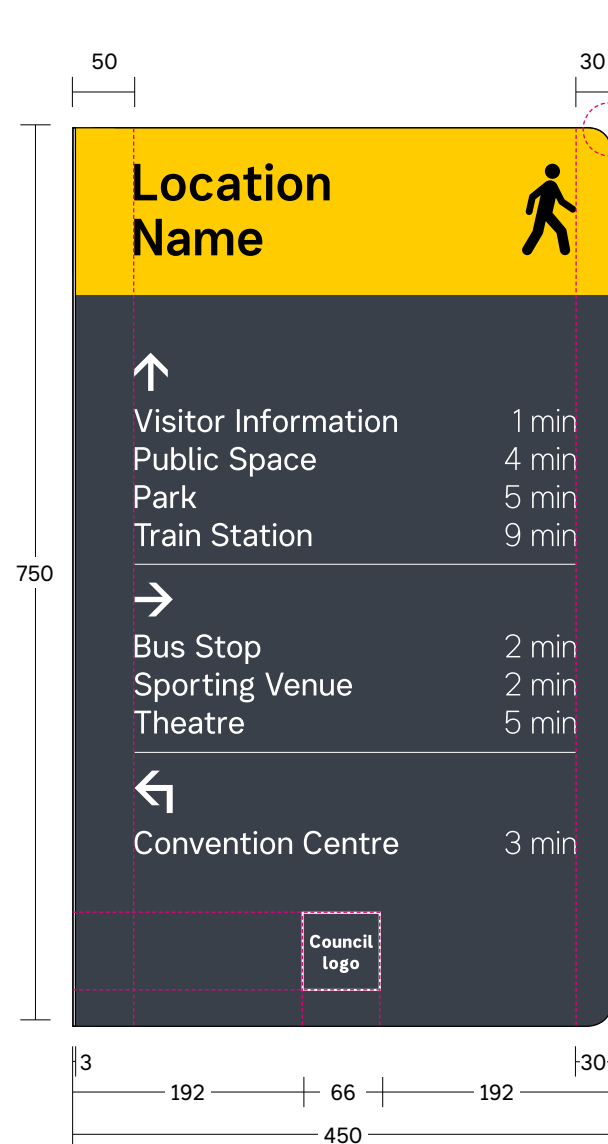 50
30
Location
Name
Visitor Information 1 min
Public Space 4 min
Park 5 min
Train Station 9 min
750
Bus Stop 2 min
Sporting Venue 2 min
Theatre 5 min
Convention Centre 3 min
Council
logo
3
30
192
66
192
450